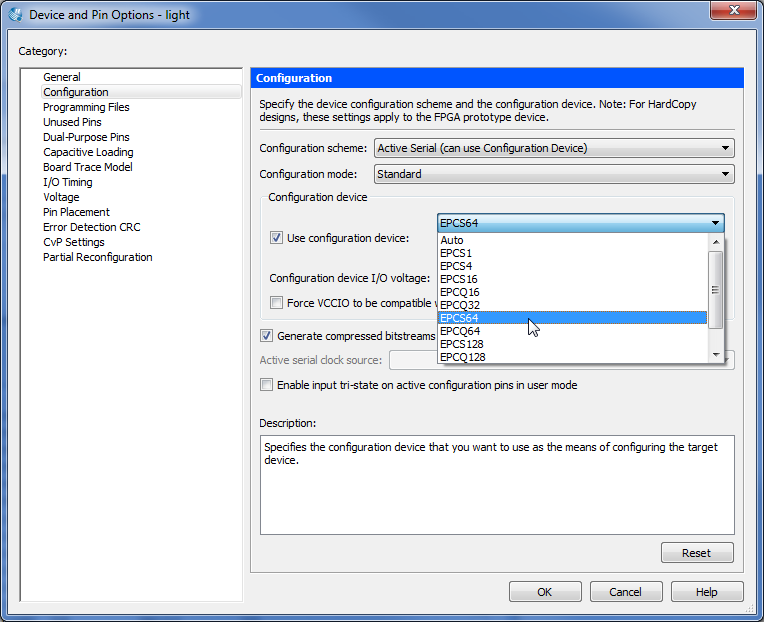 Device and Pin Options - light
Category:
General
Configuration
Programming Files
Unused Pins
Dual-Purpose Pins
Capacitive Loading
Board Trace Model
I/O Timing
Voltage
Pin Placement
Error Detection CRC
CvP Settings
Partial Reconfiguration
Configuration
Specify the device configuration scheme and the configuration device. Note: For HardCopy
designs, these settings apply to the FPGA prototype device.
Configuration scheme: Active Serial (can use Configuration Device)
Configuration mode: Standard
Configuration device
EPCS64
Use configuration device:
Auto
EPCS1
EPCS4
EPCS16
Configuration device I/O voltage:
EPCQ16
Force VCCIO to be compatible
EPCQ32
EPCS64
EPCQ64
Generate compressed bitstreams
EPCS128
EPCQ128
Active serial clock source:
Enable input tri-state on active configuration pins in user mode
Description:
Specifies the configuration device that you want to use as the means of configuring the target
device.
Reset
OK Cancel Help